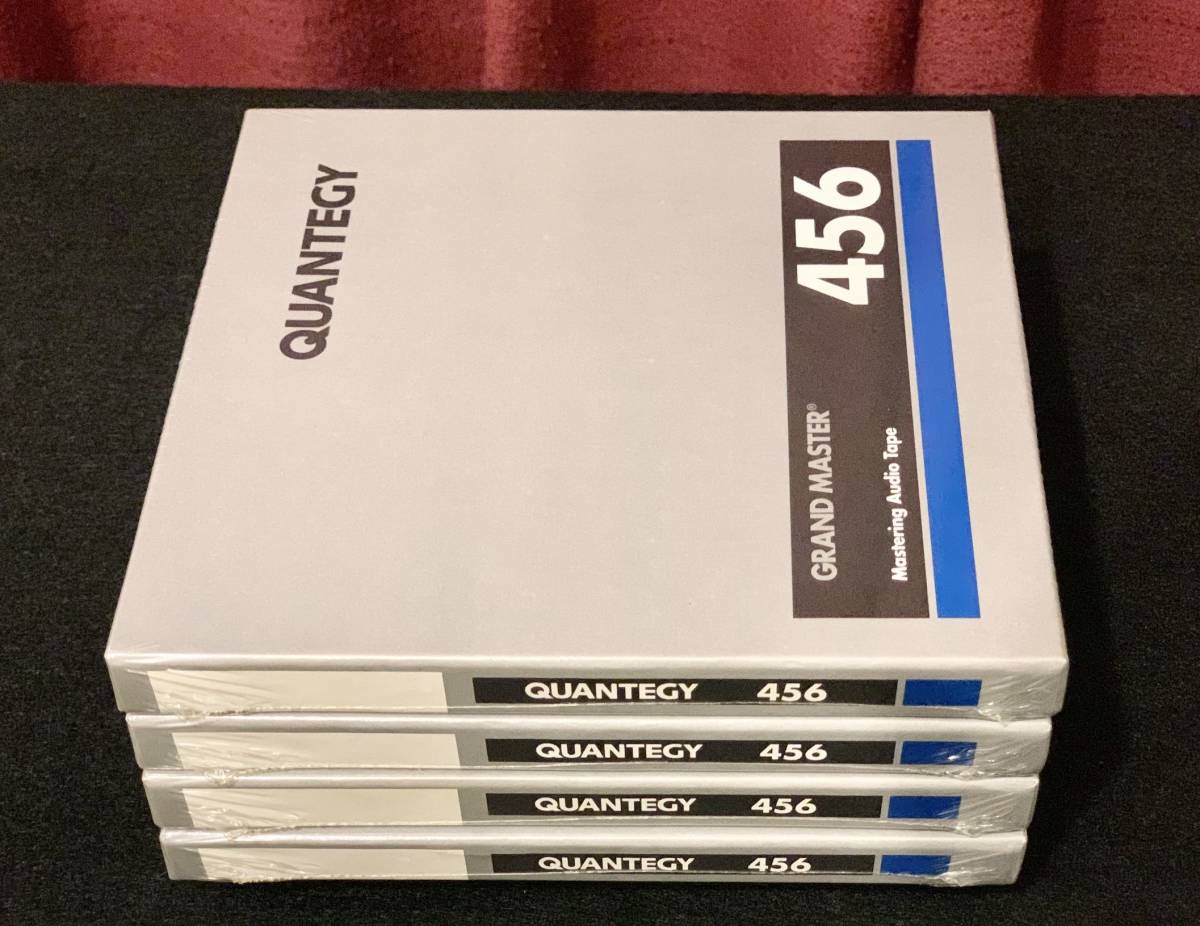 QUANTEGY
456
GRAND MASTER®
Mastering Audio Tape
QUANTEGY 456
QUANTEGY 456
QUANTEGY 456
QUANTEGY 456